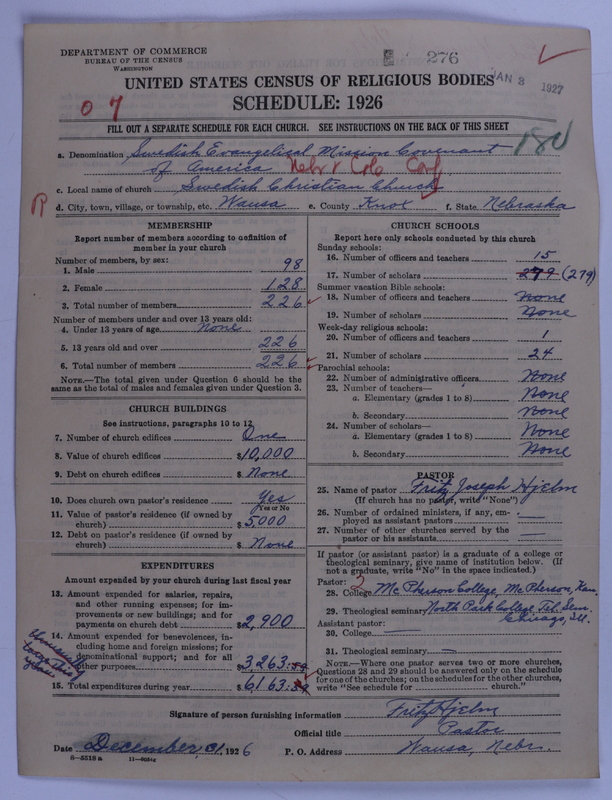 DEPARTMENT OF COMMERCE
BUREAU OF THE CENSUS
WASHINGTON
276
JAN 3 1927
UNITED STATES CENSUS OF RELIGIOUS BODIES
SCHEDULE: 1926
07
FILL OUT A SEPARATE SCHEDULE FOR EACH CHURCH. SEE INSTRUCTIONS ON THE BACK OF THIS SHEET
180
a. Denomination Swedish Evangelical Mission Covenant
of America Nebr & Colo Conf
c. Local name of church Swedish Christian Church
d. City, town, village, or township, etc. Wausa e. County Knox f. State Nebraska
MEMBERSHIP
Report number of members according to definition of
member in your church
Number of members, by sex:
1. Male 98
2. Female 128
3. Total number of members 226
Number of members under and over 13 years old:
4. Under 13 years of age None
5. 13 years old and over 226
6. Total number of members 226
NOTE.—The total given under Question 6 should be
same as the total of males and females given under Question 3.
CHURCH BUILDINGS
See instructions, paragraphs 10 to 12
7. Number of church edifices One
8. Value of church edifices $10,000
9. Debt on church edifices $ None
10. Does church own pastor's residence Yes
Yes or No
11. Value of pastor's residence (if owned by
church) $ 5,000
12. Debt on pastor's residence (if owned by
church) $ None
EXPENDITURES
Amount expended by your church during last fiscal year
13. Amount expended for salaries, repairs,
and other running expenses; for im-
provements or new buildings; and for
payments on church debt $2,900
14. Amount expended for benevolences, in-
cluding home and foreign missions; for
denominational support; and for all
other purposes $3263
15. Total expenditures during year $6163
CHURCH SCHOOLS
Report here only schools conducted by this church
Sunday schools:
16. Number of officers and teachers 15
17. Number of scholars 279 (279)
Summer vacation Bible schools:
18. Number of officers and teachers None
19. Number of scholars None
Week-day religious schools:
20. Number of officers and teachers 1
21. Number of scholars 24
Parochial schools:
22. Number of administrative officers None
23. Number of teachers—
a. Elementary (grades 1 to 8) None
b. Secondary None
24. Number of scholars—
a. Elementary (grades 1 to 8) None
b. Secondary None
PASTOR
25. Name of pastor Fritz Joseph Hjelm
(If church has no pastor, write "None")
26. Number of ordained ministers, if any, em-
ployed as assistant pastors
27. Number of other churches served by the
pastor or his assistants
If pastor (or assistant pastor) is a graduate of a college or
theological seminary, give name of institution below. (If
not a graduate, write "No" in the space indicated.)
Pastor: 2
28. College McPherson College, McPherson, Kan.
29. Theological seminary North Park College Tel. Sem.
Chicago, Ill.
Assistant pastor:
30. College
31. Theological seminary
NOTE.—Where one pastor serves two or more churches,
Questions 28 and 29 should be answered only on the schedule
for one of the churches; on the schedules for the other churches,
write "See schedule for church."
Signature of person furnishing information Fritz Hjelm
Official title Pastor
Date December, 31, 1926 P. O. Address Wausa, Nebr.
8—5518 a